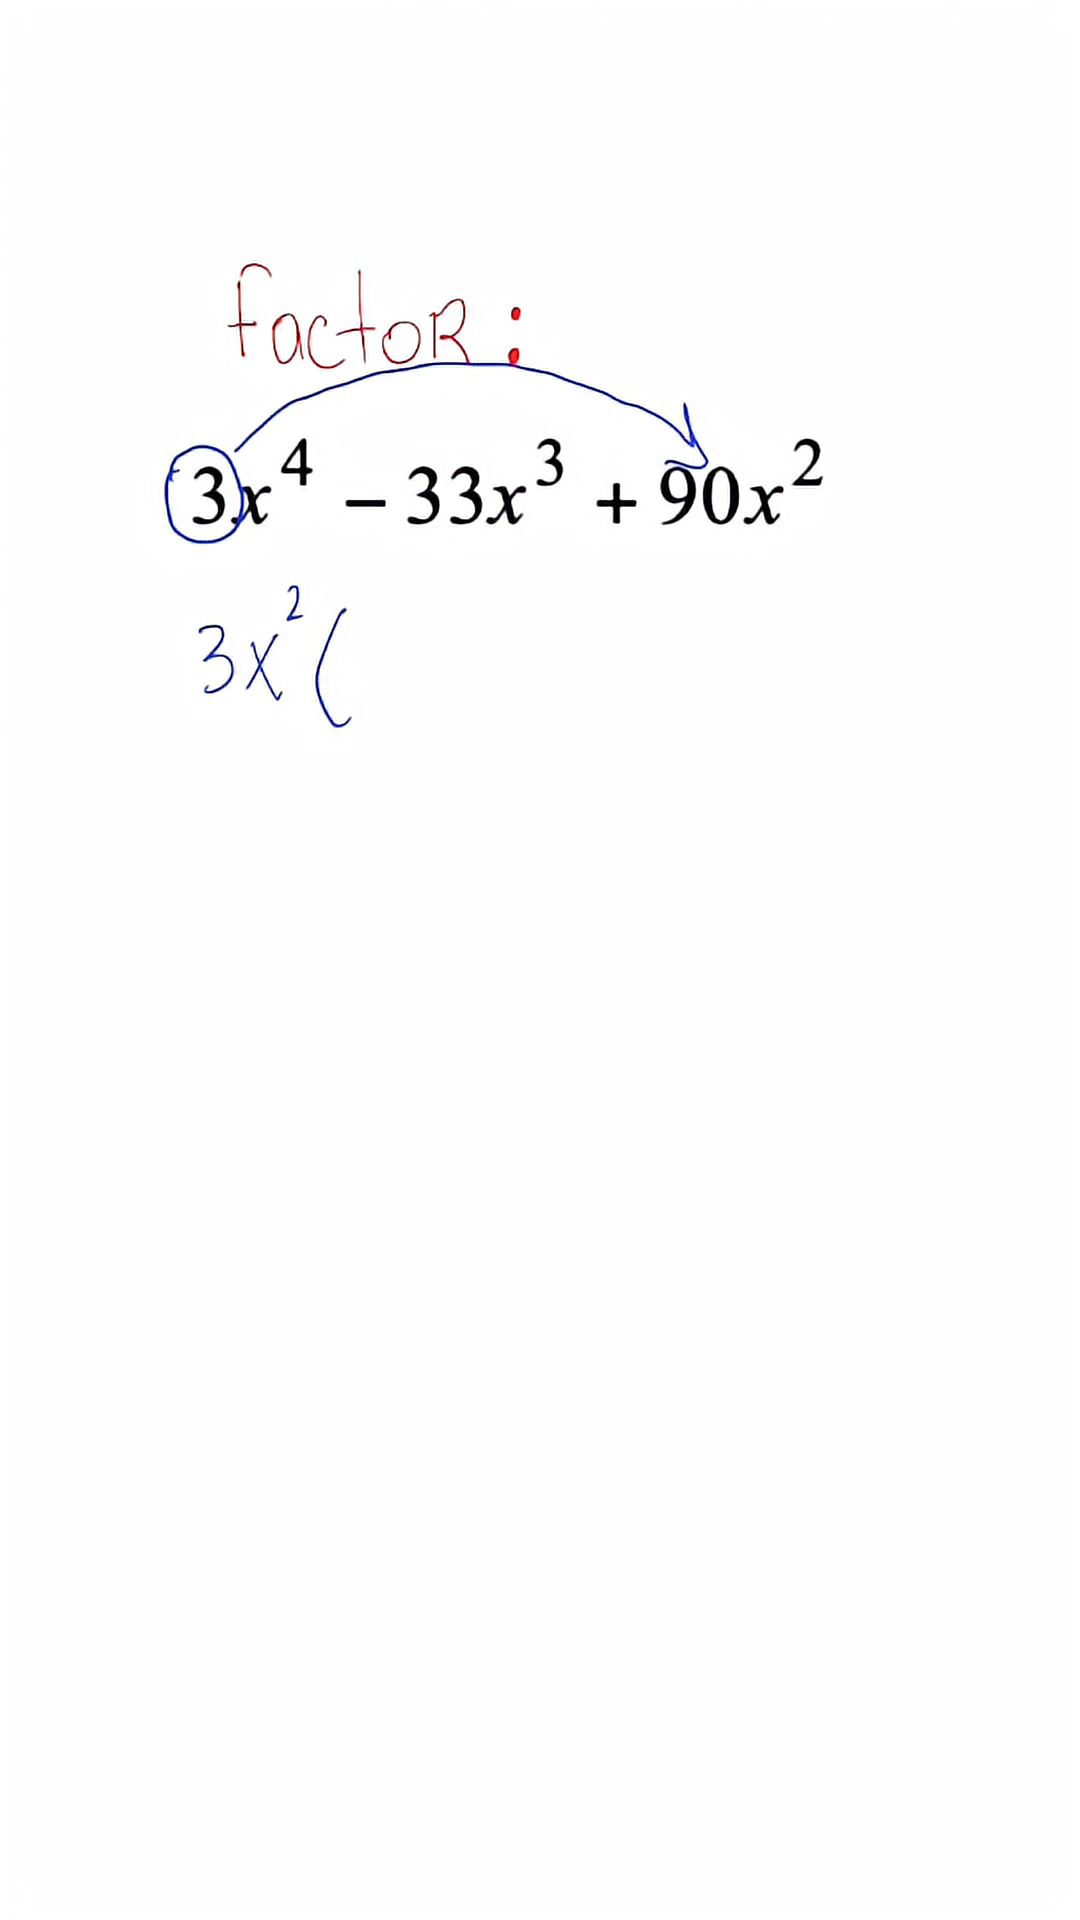 factoR:
3x⁴ − 33x³ + 90x²
3x²(